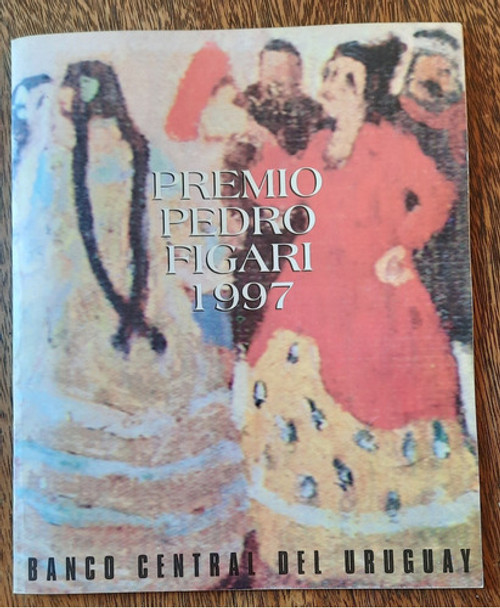 PREMIO
PEDRO
FIGARI
1997
BANCO CENTRAL DEL URUGUAY